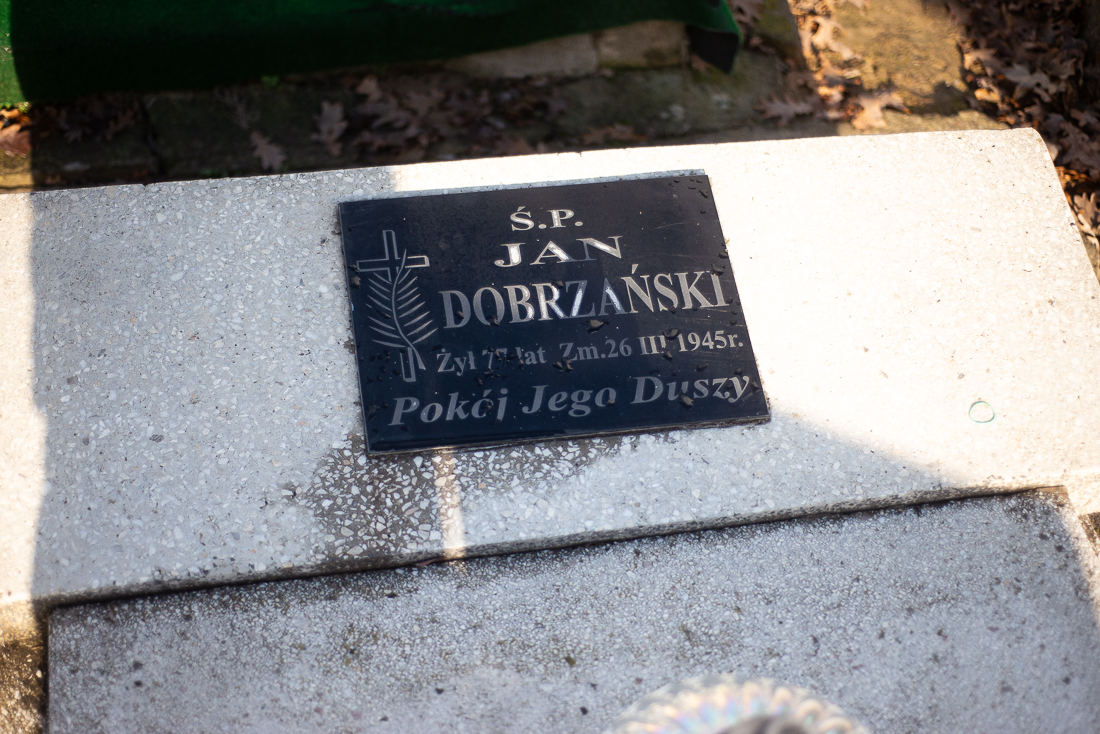 Ś.P.
JAN
DOBRZAŃSKI
Żył lat Zm.26 III 1945r.
Pokój Jego Duszy